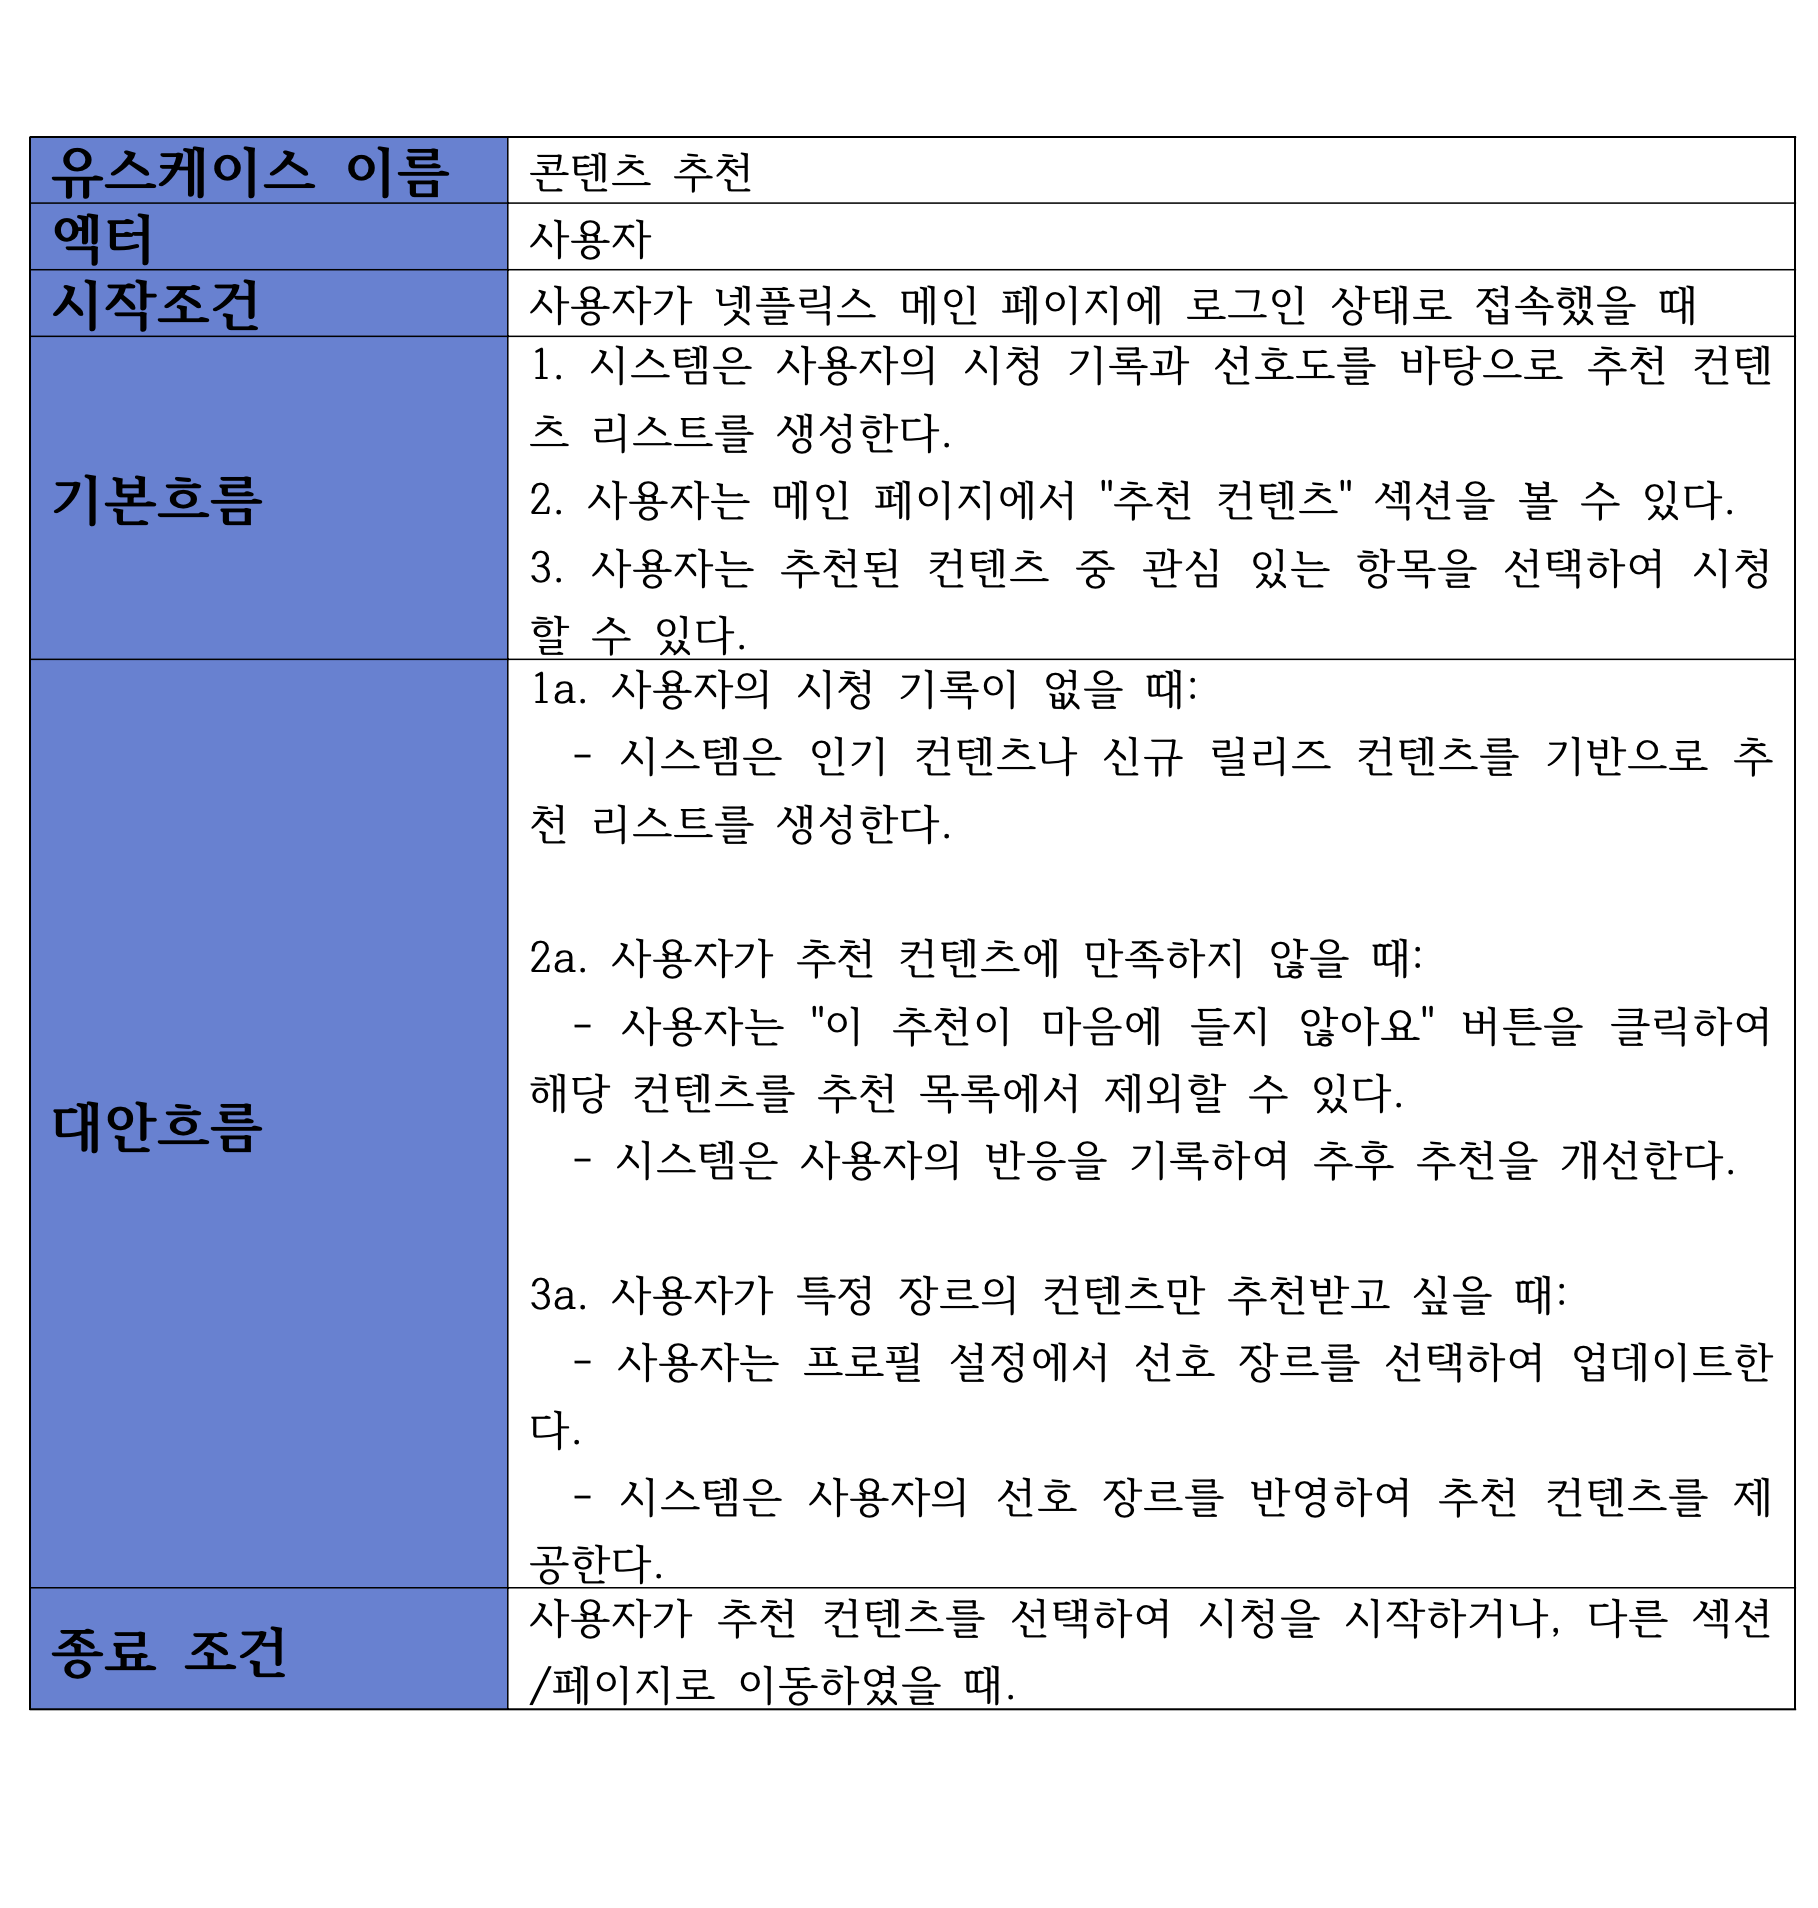 유스케이스 이름
콘텐츠 추천
엑터
사용자
시작조건
사용자가 넷플릭스 메인 페이지에 로그인 상태로 접속했을 때
기본흐름
1. 시스템은 사용자의 시청 기록과 선호도를 바탕으로 추천 컨텐
츠 리스트를 생성한다.
2. 사용자는 메인 페이지에서 "추천 컨텐츠" 섹션을 볼 수 있다.
3. 사용자는 추천된 컨텐츠 중 관심 있는 항목을 선택하여 시청
할 수 있다.
대안흐름
1a. 사용자의 시청 기록이 없을 때:
- 시스템은 인기 컨텐츠나 신규 릴리즈 컨텐츠를 기반으로 추
천 리스트를 생성한다.
2a. 사용자가 추천 컨텐츠에 만족하지 않을 때:
- 사용자는 "이 추천이 마음에 들지 않아요" 버튼을 클릭하여
해당 컨텐츠를 추천 목록에서 제외할 수 있다.
- 시스템은 사용자의 반응을 기록하여 추후 추천을 개선한다.
3a. 사용자가 특정 장르의 컨텐츠만 추천받고 싶을 때:
- 사용자는 프로필 설정에서 선호 장르를 선택하여 업데이트한
다.
- 시스템은 사용자의 선호 장르를 반영하여 추천 컨텐츠를 제
공한다.
종료 조건
사용자가 추천 컨텐츠를 선택하여 시청을 시작하거나, 다른 섹션
/페이지로 이동하였을 때.